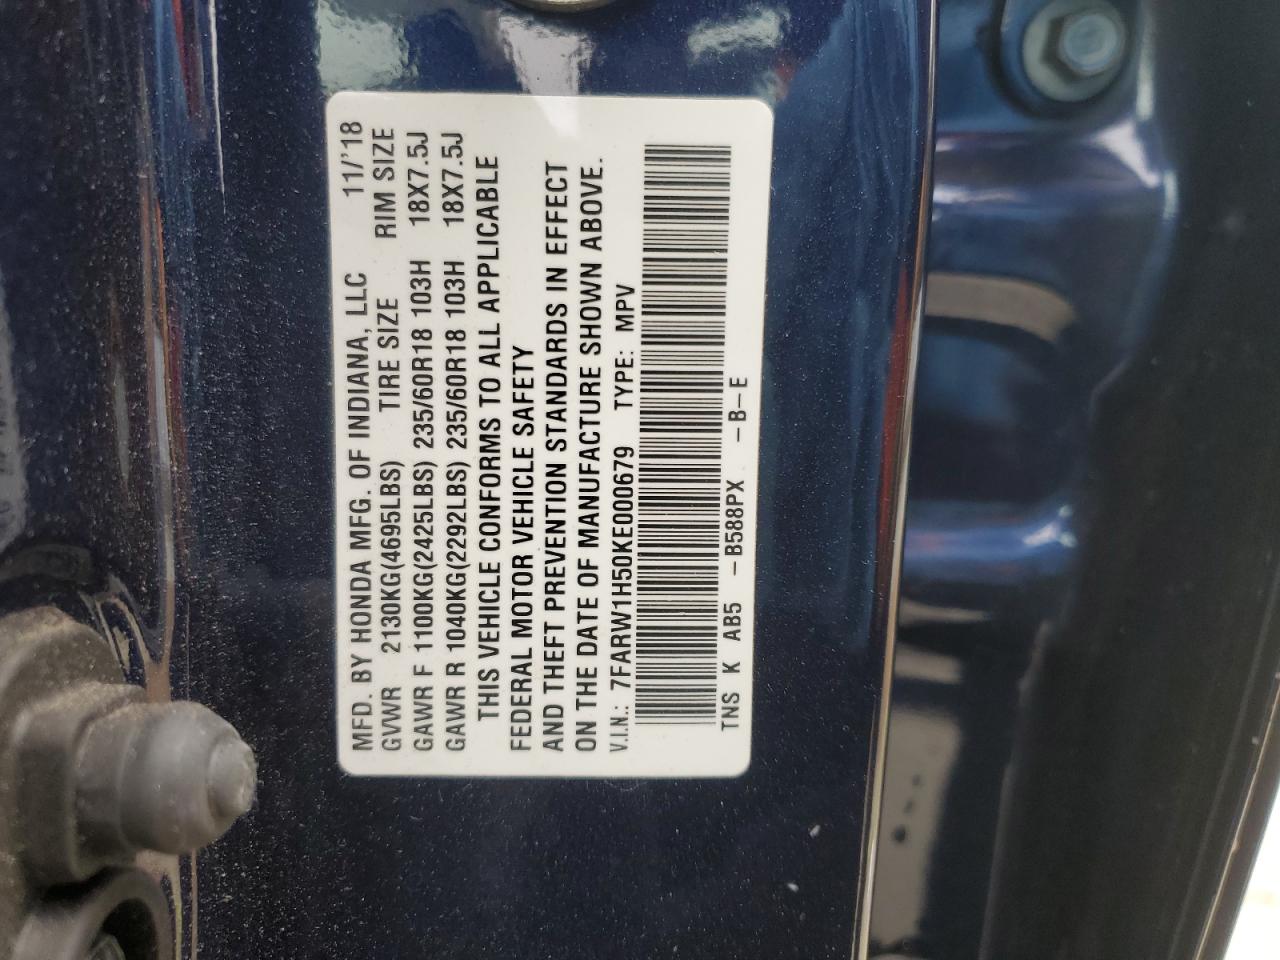 MFD. BY HONDA MFG. OF INDIANA, LLC 11/'18
GVWR 2130KG(4695LBS) TIRE SIZE RIM SIZE
GAWR F 1100KG(2425LBS) 235/60R18 103H 18X7.5J
GAWR R 1040KG(2292LBS) 235/60R18 103H 18X7.5J
THIS VEHICLE CONFORMS TO ALL APPLICABLE
FEDERAL MOTOR VEHICLE SAFETY
AND THEFT PREVENTION STANDARDS IN EFFECT
ON THE DATE OF MANUFACTURE SHOWN ABOVE.
V.I.N.: 7FARW1H50KE000679 TYPE: MPV
TNS K AB5 -B588PX -B-E